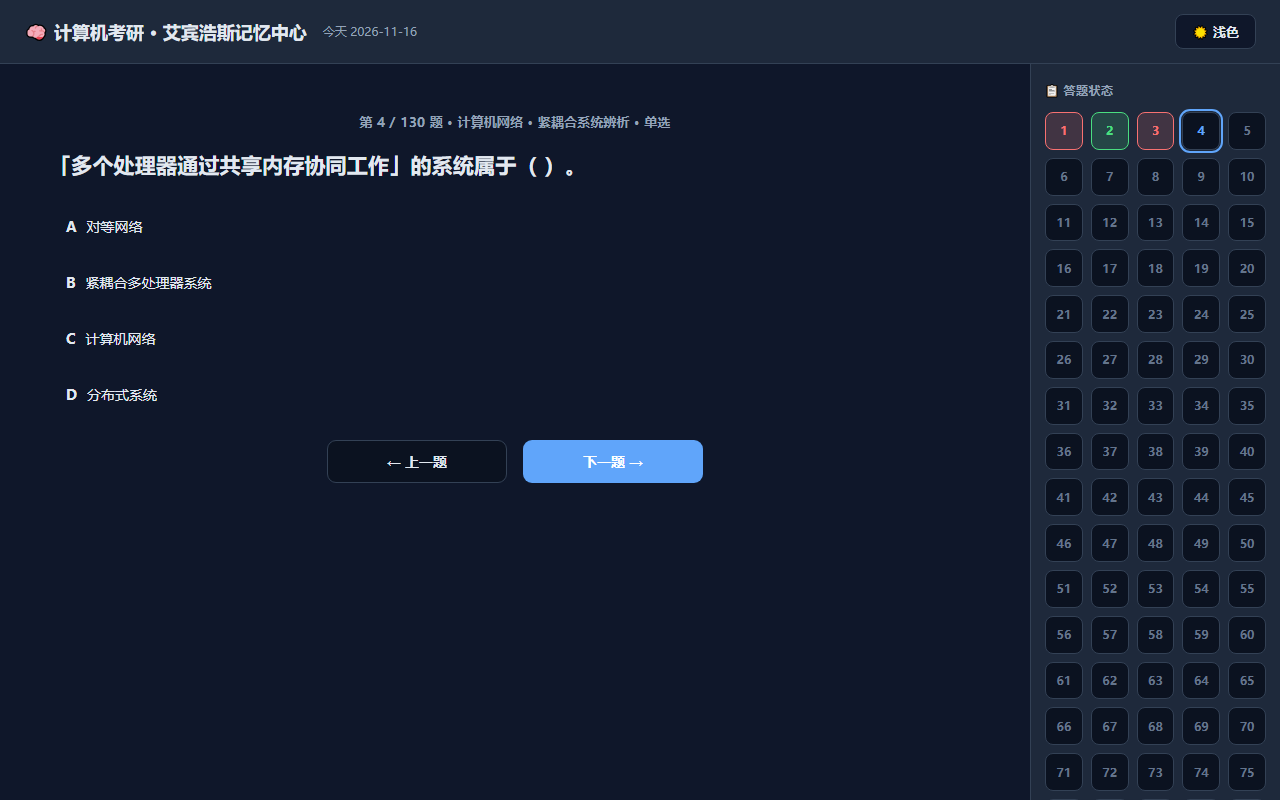 🧠 计算机考研 • 艾宾浩斯记忆中心 今天 2026-11-16
浅色
第 4 / 130 题 • 计算机网络 • 紧耦合系统辨析 • 单选
「多个处理器通过共享内存协同工作」的系统属于（ ）。
A 对等网络
B 紧耦合多处理器系统
C 计算机网络
D 分布式系统
← 上一题
下一题 →
📋 答题状态
1 2 3 4 5
6 7 8 9 10
11 12 13 14 15
16 17 18 19 20
21 22 23 24 25
26 27 28 29 30
31 32 33 34 35
36 37 38 39 40
41 42 43 44 45
46 47 48 49 50
51 52 53 54 55
56 57 58 59 60
61 62 63 64 65
66 67 68 69 70
71 72 73 74 75